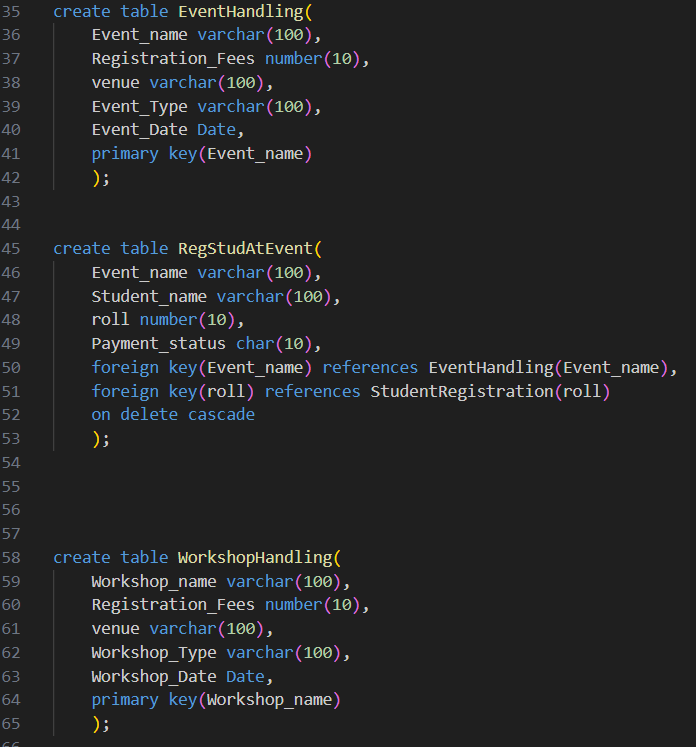 35 create table EventHandling(
36 Event_name varchar(100),
37 Registration_Fees number(10),
38 venue varchar(100),
39 Event_Type varchar(100),
40 Event_Date Date,
41 primary key(Event_name)
42 );
43
44
45 create table RegStudAtEvent(
46 Event_name varchar(100),
47 Student_name varchar(100),
48 roll number(10),
49 Payment_status char(10),
50 foreign key(Event_name) references EventHandling(Event_name),
51 foreign key(roll) references StudentRegistration(roll)
52 on delete cascade
53 );
54
55
56
57
58 create table WorkshopHandling(
59 Workshop_name varchar(100),
60 Registration_Fees number(10),
61 venue varchar(100),
62 Workshop_Type varchar(100),
63 Workshop_Date Date,
64 primary key(Workshop_name)
65 );